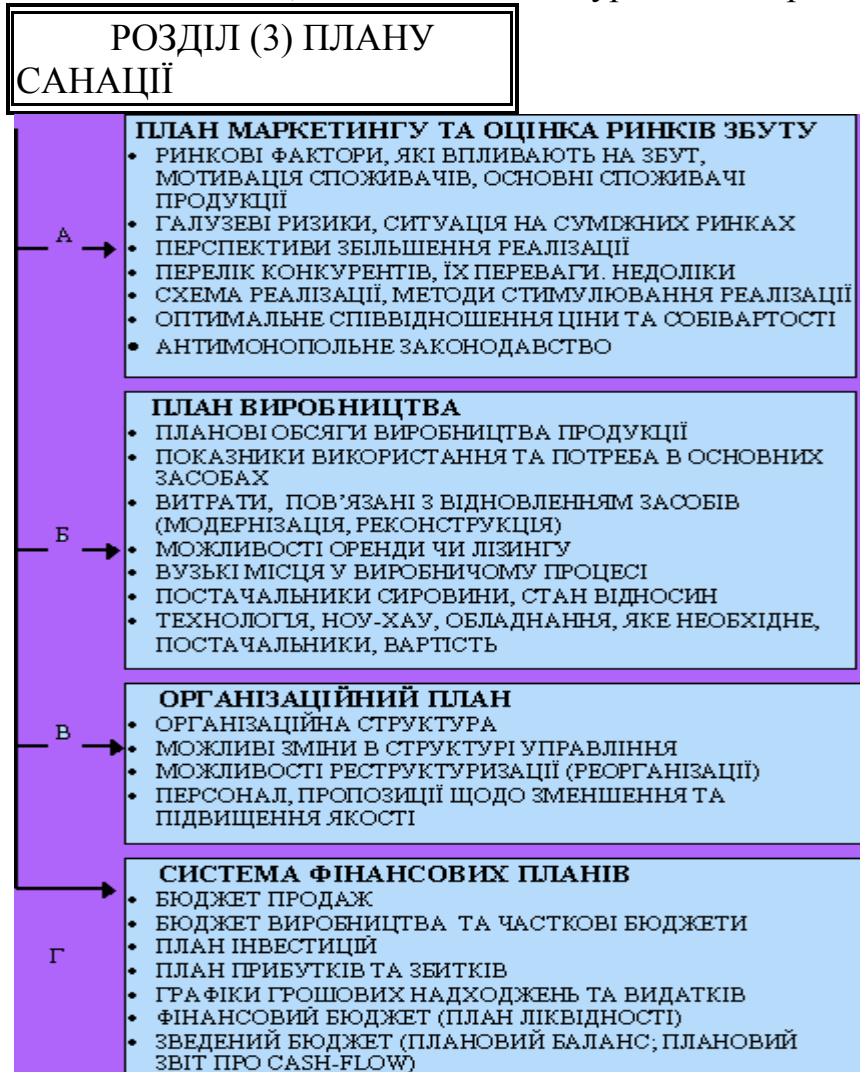 РОЗДІЛ (3) ПЛАНУ
САНАЦІЇ
ПЛАН МАРКЕТИНГУ ТА ОЦІНКА РИНКІВ ЗБУТУ
• РИНКОВІ ФАКТОРИ, ЯКІ ВПЛИВАЮТЬ НА ЗБУТ,
МОТИВАЦІЯ СПОЖИВАЧІВ, ОСНОВНІ СПОЖИВАЧІ
ПРОДУКЦІЇ
А
• ГАЛУЗЕВІ РИЗИКИ, СИТУАЦІЯ НА СУМІЖНИХ РИНКАХ
• ПЕРСПЕКТИВИ ЗБІЛЬШЕННЯ РЕАЛІЗАЦІЇ
• ПЕРЕЛІК КОНКУРЕНТІВ, ЇХ ПЕРЕВАГИ. НЕДОЛІКИ
• СХЕМА РЕАЛІЗАЦІЇ, МЕТОДИ СТИМУЛЮВАННЯ РЕАЛІЗАЦІЇ
• ОПТИМАЛЬНЕ СПІВВІДНОШЕННЯ ЦІНИ ТА СОБІВАРТОСТІ
• АНТИМОНОПОЛЬНЕ ЗАКОНОДАВСТВО
ПЛАН ВИРОБНИЦТВА
• ПЛАНОВІ ОБСЯГИ ВИРОБНИЦТВА ПРОДУКЦІЇ
• ПОКАЗНИКИ ВИКОРИСТАННЯ ТА ПОТРЕБА В ОСНОВНИХ
ЗАСОБАХ
• ВИТРАТИ, ПОВ’ЯЗАНІ З ВІДНОВЛЕННЯМ ЗАСОБІВ
(МОДЕРНІЗАЦІЯ, РЕКОНСТРУКЦІЯ)
Б
• МОЖЛИВОСТІ ОРЕНДИ ЧИ ЛІЗИНГУ
• ВУЗЬКІ МІСЦЯ У ВИРОБНИЧОМУ ПРОЦЕСІ
• ПОСТАЧАЛЬНИКИ СИРОВИНИ, СТАН ВІДНОСИН
• ТЕХНОЛОГІЯ, НОУ-ХАУ, ОБЛАДНАННЯ, ЯКЕ НЕОБХІДНЕ,
ПОСТАЧАЛЬНИКИ, ВАРТІСТЬ
ОРГАНІЗАЦІЙНИЙ ПЛАН
• ОРГАНІЗАЦІЙНА СТРУКТУРА
В
• МОЖЛИВІ ЗМІНИ В СТРУКТУРІ УПРАВЛІННЯ
• МОЖЛИВОСТІ РЕСТРУКТУРИЗАЦІЇ (РЕОРГАНІЗАЦІЇ)
• ПЕРСОНАЛ, ПРОПОЗИЦІЇ ЩОДО ЗМЕНШЕННЯ ТА
ПІДВИЩЕННЯ ЯКОСТІ
СИСТЕМА ФІНАНСОВИХ ПЛАНІВ
• БЮДЖЕТ ПРОДАЖ
• БЮДЖЕТ ВИРОБНИЦТВА ТА ЧАСТКОВІ БЮДЖЕТИ
Г
• ПЛАН ІНВЕСТИЦІЙ
• ПЛАН ПРИБУТКІВ ТА ЗБИТКІВ
• ГРАФІКИ ГРОШОВИХ НАДХОДЖЕНЬ ТА ВИДАТКІВ
• ФІНАНСОВИЙ БЮДЖЕТ (ПЛАН ЛІКВІДНОСТІ)
• ЗВЕДЕНИЙ БЮДЖЕТ (ПЛАНОВИЙ БАЛАНС; ПЛАНОВИЙ
ЗВІТ ПРО CASH-FLOW)